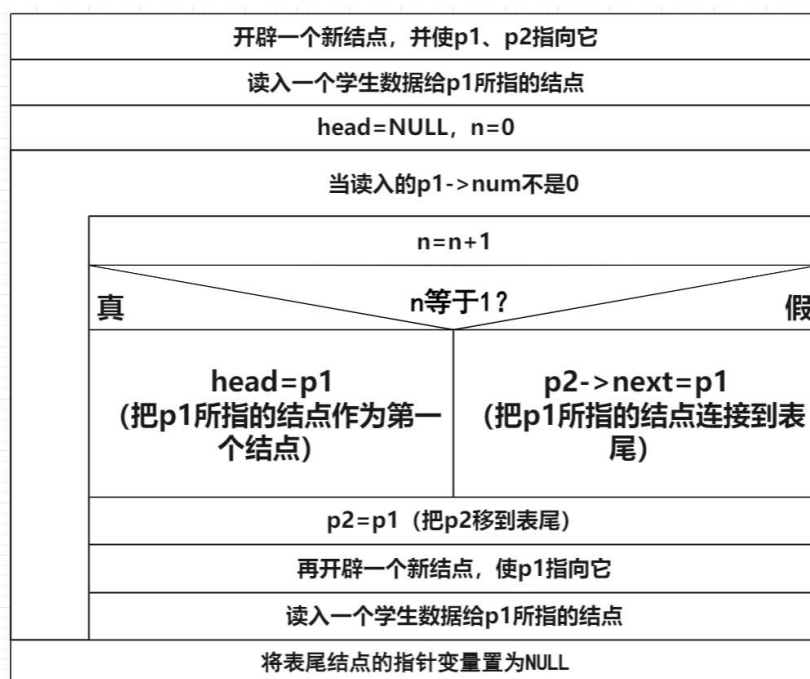 开辟一个新结点，并使p1、p2指向它
读入一个学生数据给p1所指的结点
head=NULL，n=0
当读入的p1->num不是0
n=n+1
n等于1？
真
假
head=p1
（把p1所指的结点作为第一
个结点）
p2->next=p1
（把p1所指的结点连接到表
尾）
p2=p1（把p2移到表尾）
再开辟一个新结点，使p1指向它
读入一个学生数据给p1所指的结点
将表尾结点的指针变量置为NULL